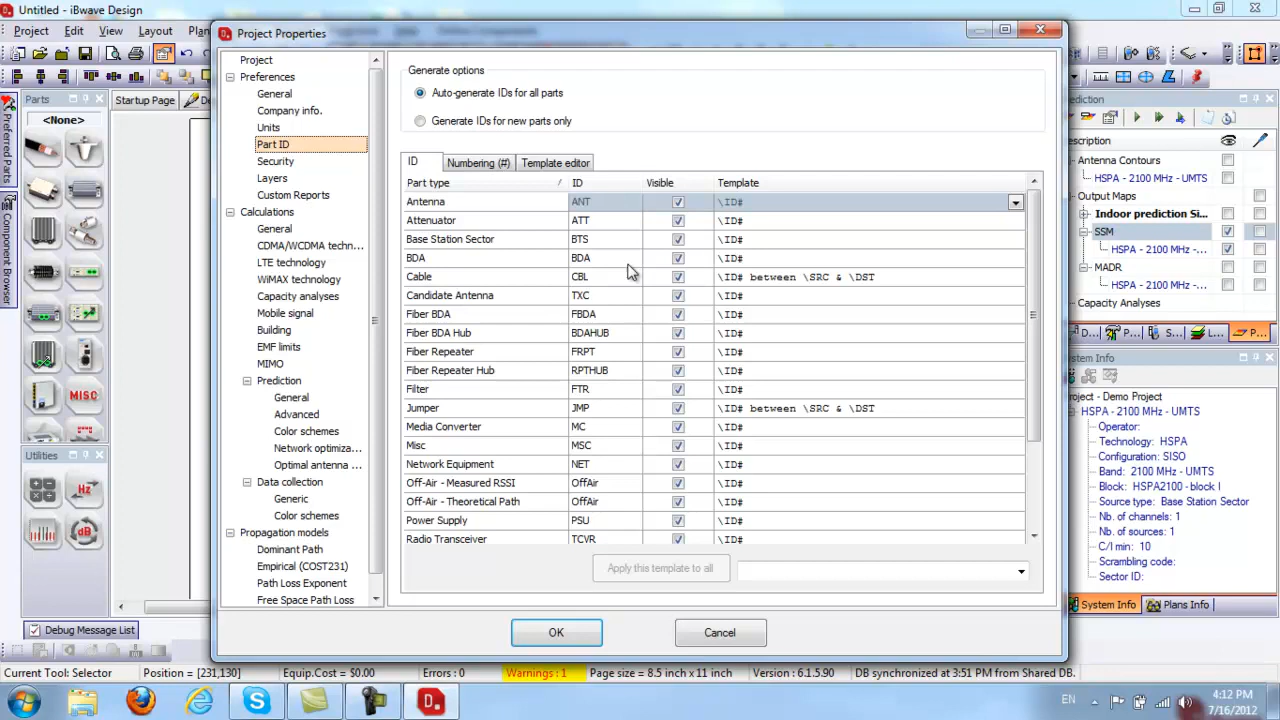 Untitled - iBwave Design
Project Edit View Layout Plan
Project Properties
Startup Page
Parts
<None>
Preferred Parts
Component Browser
MISC
Utilities
Hz
dB
Debug Message List
Project
Preferences
General
Company info.
Units
Part ID
Security
Layers
Custom Reports
Calculations
General
CDMA/WCDMA techn...
LTE technology
WiMAX technology
Capacity analyses
Mobile signal
Building
EMF limits
MIMO
Prediction
General
Advanced
Color schemes
Network optimiza...
Optimal antenna ...
Data collection
Generic
Color schemes
Propagation models
Dominant Path
Empirical (COST231)
Path Loss Exponent
Free Space Path Loss
Generate options
Auto-generate IDs for all parts
Generate IDs for new parts only
ID Numbering (#) Template editor
Part type / ID Visible Template
Antenna ANT \ID#
Attenuator ATT \ID#
Base Station Sector BTS \ID#
BDA BDA \ID#
Cable CBL \ID# between \SRC & \DST
Candidate Antenna TXC \ID#
Fiber BDA FBDA \ID#
Fiber BDA Hub BDAHUB \ID#
Fiber Repeater FRPT \ID#
Fiber Repeater Hub RPTHUB \ID#
Filter FTR \ID#
Jumper JMP \ID# between \SRC & \DST
Media Converter MC \ID#
Misc MSC \ID#
Network Equipment NET \ID#
Off-Air - Measured RSSI OffAir \ID#
Off-Air - Theoretical Path OffAir \ID#
Power Supply PSU \ID#
Radio Transceiver TCVR \ID#
Apply this template to all
OK Cancel
ediction
escription
Antenna Contours
HSPA - 2100 MHz - UMTS
Output Maps
Indoor prediction Si...
SSM
HSPA - 2100 MHz -...
MADR
HSPA - 2100 MHz -...
Capacity Analyses
D... P... S... L... P...
ystem Info
Project - Demo Project
HSPA - 2100 MHz - UMTS
Operator:
Technology: HSPA
Configuration: SISO
Band: 2100 MHz - UMTS
Block: HSPA2100 - block I
Source type: Base Station Sector
Nb. of channels: 1
Nb. of sources: 1
C/I min: 10
Scrambling code:
Sector ID:
System Info Plans Info
Current Tool: Selector Position = [231,130] Equip.Cost = $0.00 Errors : 0 Warnings : 1 Page size = 8.5 inch x 11 inch Version : 6.1.5.90 DB synchronized at 3:51 PM from Shared DB.
EN
4:12 PM
7/16/2012